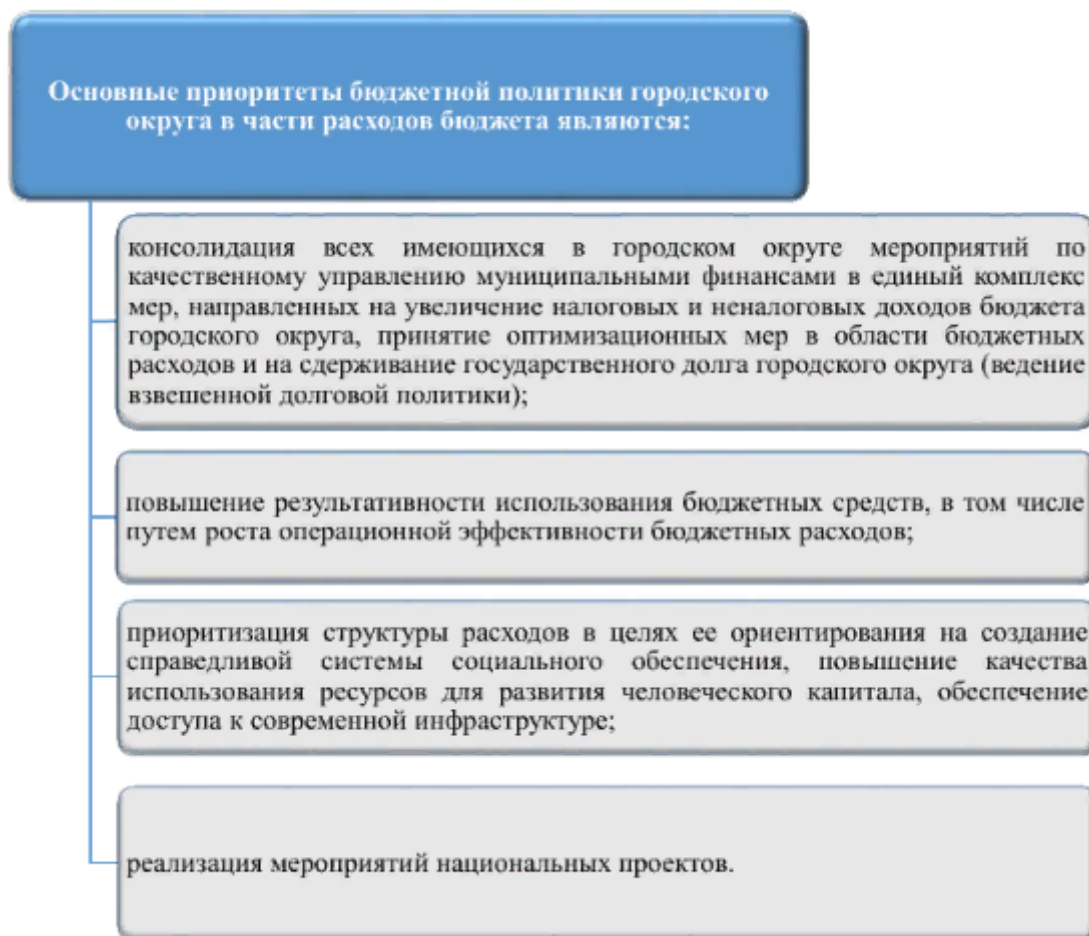 Основные приоритеты бюджетной политики городского
округа в части расходов бюджета являются:
консолидация всех имеющихся в городском округе мероприятий по
качественному управлению муниципальными финансами в единый комплекс
мер, направленных на увеличение налоговых и неналоговых доходов бюджета
городского округа, принятие оптимизационных мер в области бюджетных
расходов и на сдерживание государственного долга городского округа (ведение
взвешенной долговой политики);
повышение результативности использования бюджетных средств, в том числе
путем роста операционной эффективности бюджетных расходов;
приоритизация структуры расходов в целях ее ориентирования на создание
справедливой системы социального обеспечения, повышение качества
использования ресурсов для развития человеческого капитала, обеспечение
доступа к современной инфраструктуре;
реализация мероприятий национальных проектов.